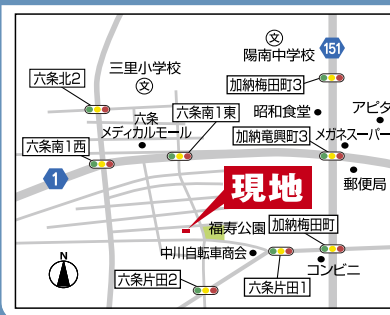 文
陽南中学校
151
六条北2
三里小学校
文
加納梅田町3
六条
メディカルモール
六条南1東
昭和食堂
アピタ
六条南1西
加納竜興町3
メガネスーパー
1
現地
郵便局
福寿公園
加納梅田町
中川自転車商会
N
六条片田2
六条片田1
コンビニ